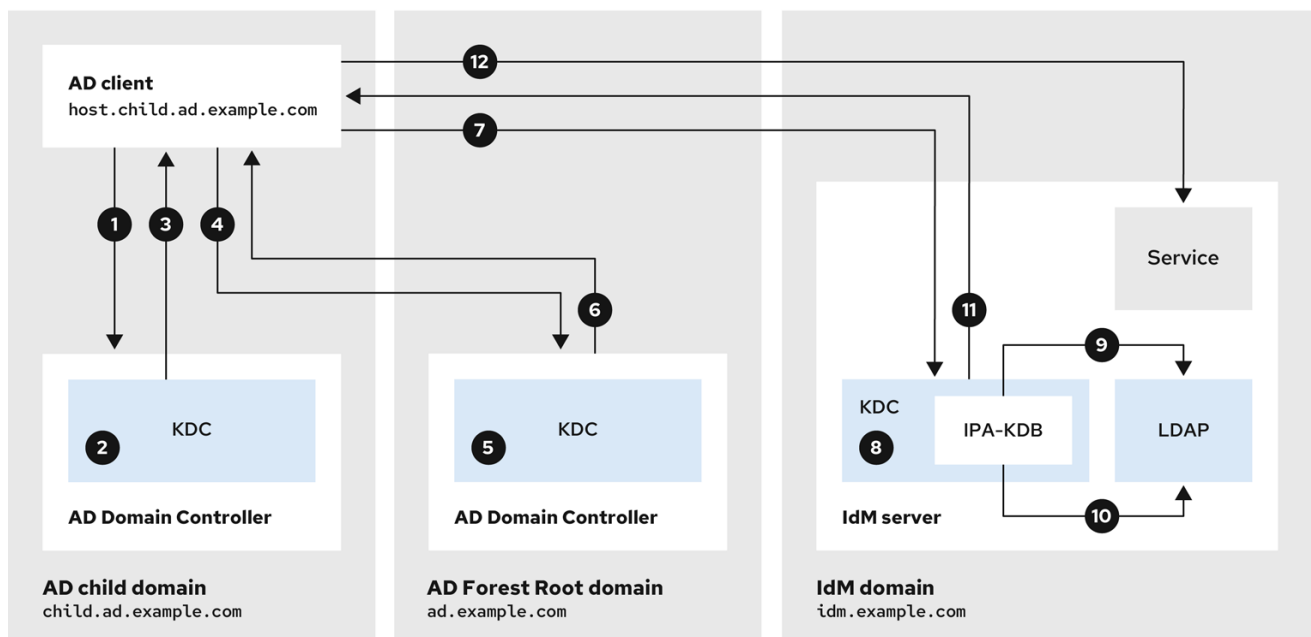 AD client
host.child.ad.example.com
12
7
1
3
4
6
11
9
Service
KDC
2
AD Domain Controller
KDC
5
AD Domain Controller
KDC
8
IPA-KDB
LDAP
10
IdM server
AD child domain
child.ad.example.com
AD Forest Root domain
ad.example.com
IdM domain
idm.example.com